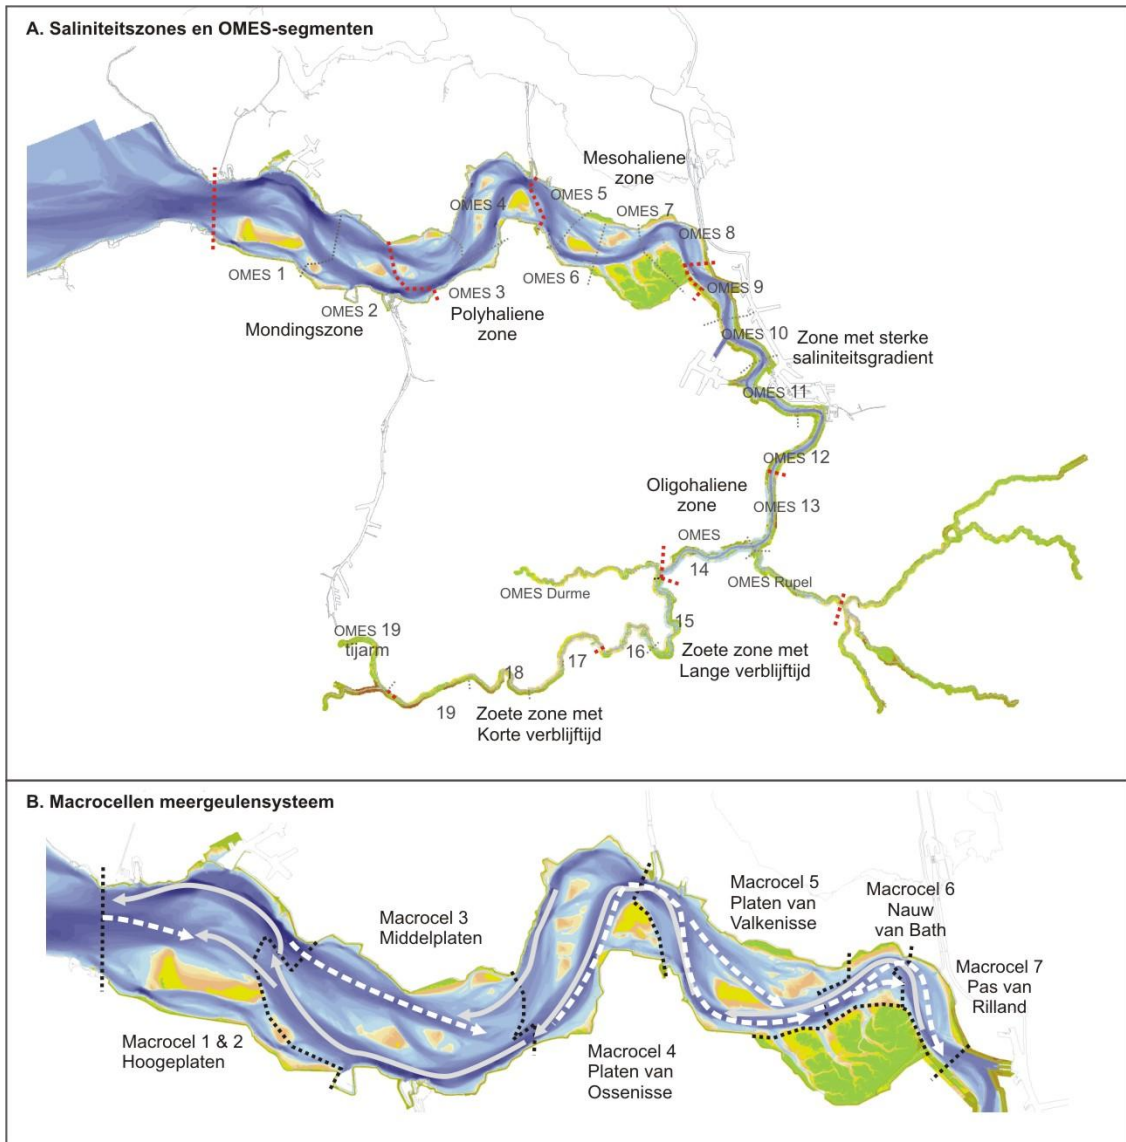 A. Saliniteitszones en OMES-segmenten
Mesohaliene
zone
OMES 5
OMES 4
OMES 7
OMES 8
OMES 1
OMES 6
OMES 9
OMES 3
OMES 2
Polyhaliene
zone
Mondingszone
OMES 10
Zone met sterke
saliniteitsgradient
OMES 11
OMES 12
Oligohaliene
zone
OMES 13
OMES
14
OMES Rupel
OMES Durme
15
OMES 19
tijarm
16
17
Zoete zone met
Lange verblijftijd
18
19
Zoete zone met
Korte verblijftijd
B. Macrocellen meergeulensysteem
Macrocel 5
Platen van
Valkenisse
Macrocel 6
Nauw
van Bath
Macrocel 3
Middelplaten
Macrocel 7
Pas van
Rilland
Macrocel 1 & 2
Hoogeplaten
Macrocel 4
Platen van
Ossenisse